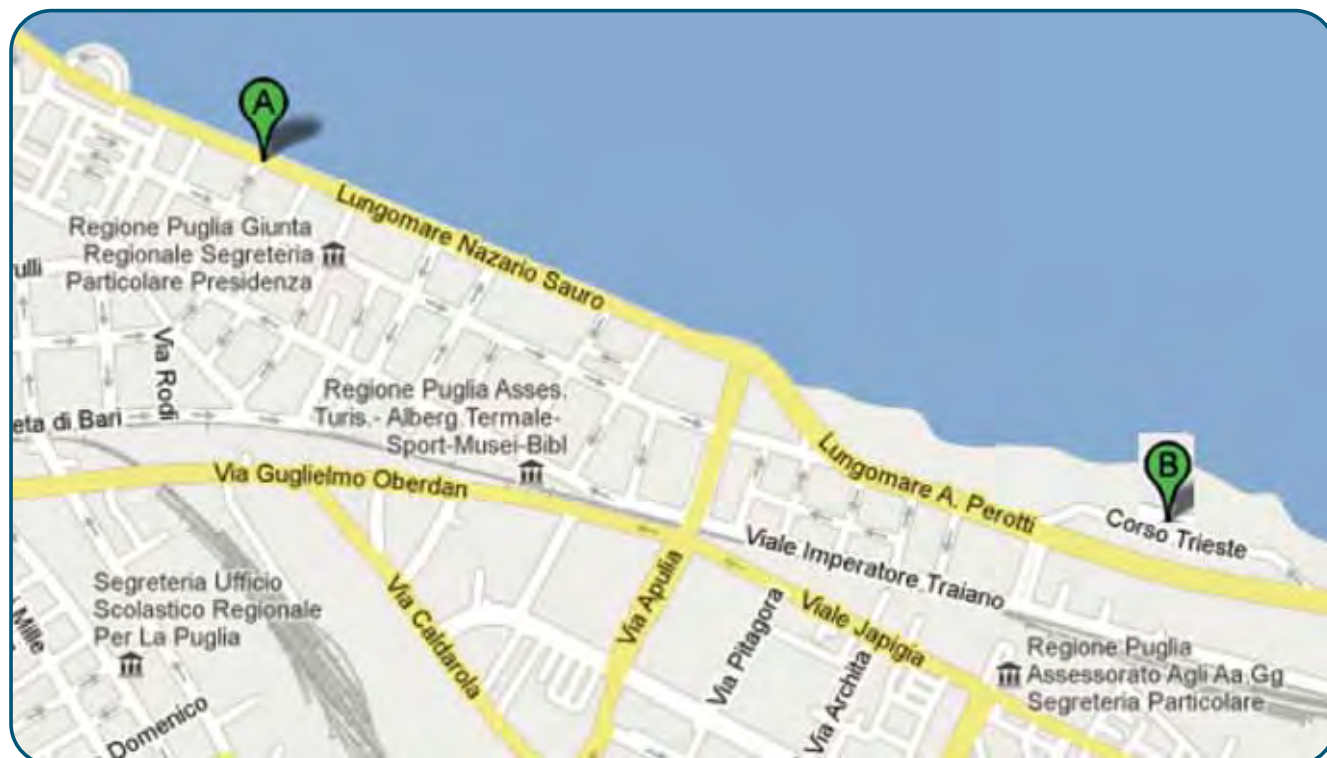 A
Lungomare Nazario Sauro
Regione Puglia Giunta
Regionale Segreteria
Particolare Presidenza
ulli
Via Rodi
Regione Puglia Asses.
Turis.- Alberg.Termale-
Sport-Musei-Bibl
eta di Bari
Via Guglielmo Oberdan
Lungomare A. Perotti
B
Corso Trieste
Viale Imperatore Traiano
Segreteria Ufficio
Scolastico Regionale
Per La Puglia
Via Caldarola
Via Apulia
Viale Japigia
Via Pitagora
Via Archita
Mille
Regione Puglia
Assessorato Agli Aa.Gg
Segreteria Particolare
Domenico